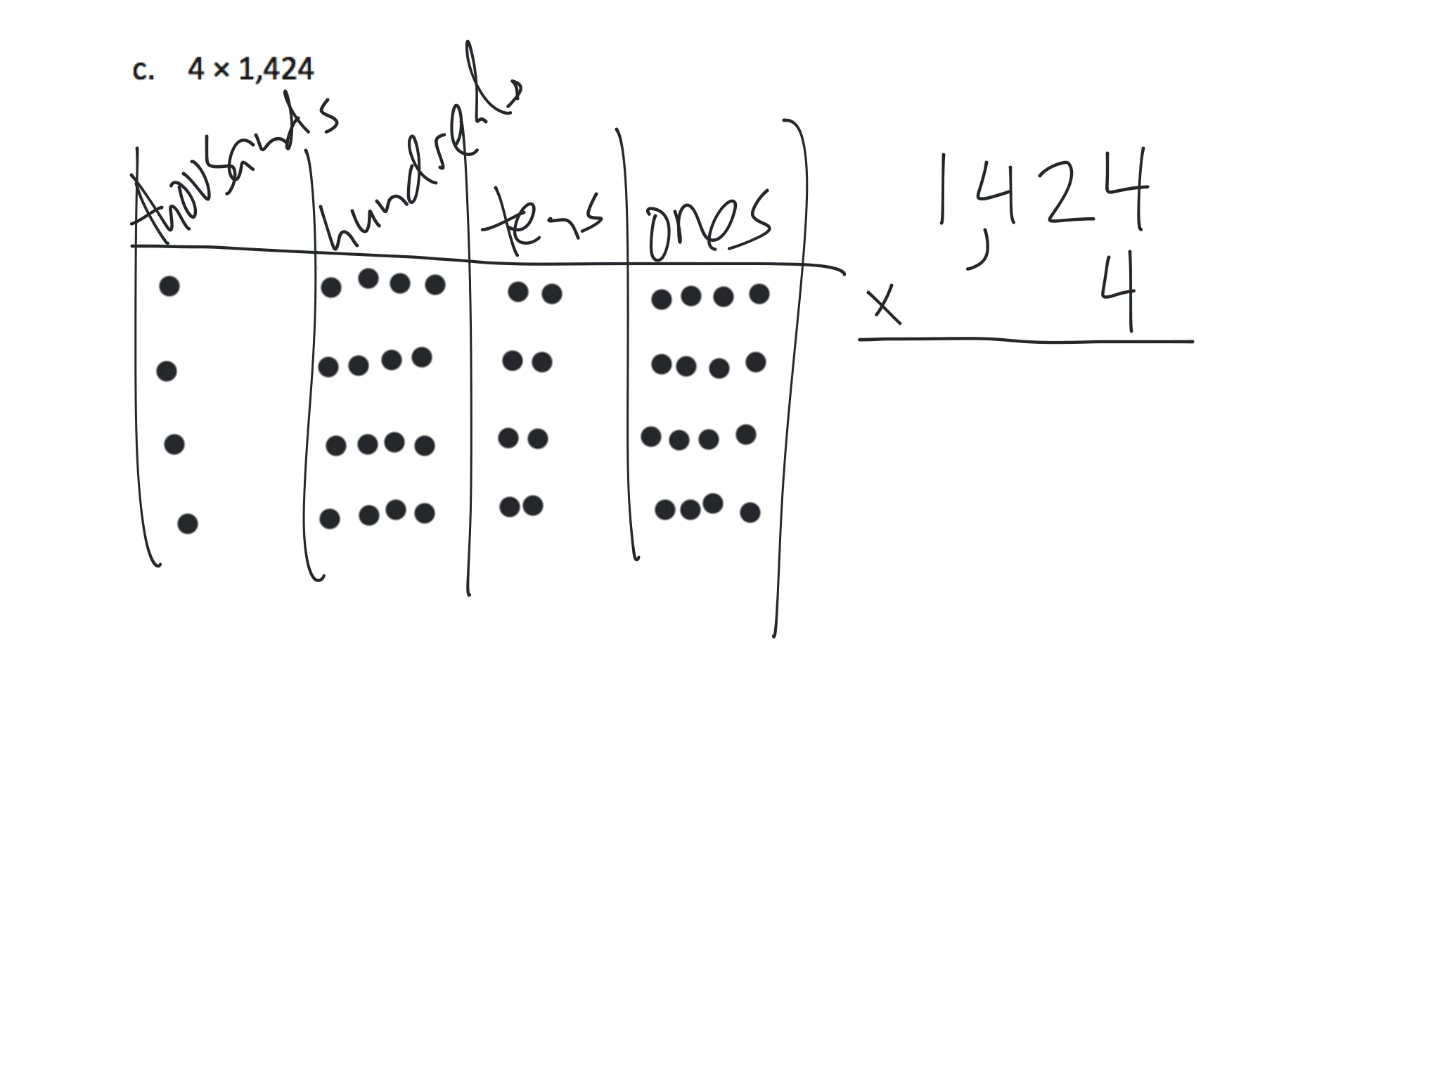 c. 4 × 1,424
thousands hundreds tens ones
1,424
x 4